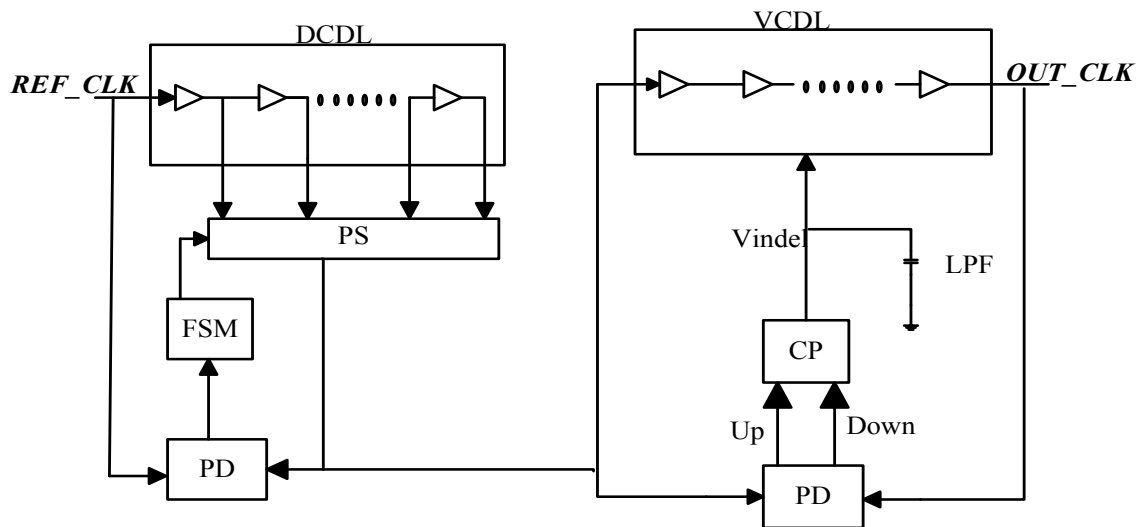 DCDL
VCDL
REF_CLK
OUT_CLK
PS
Vindel
LPF
FSM
CP
Up
Down
PD
PD